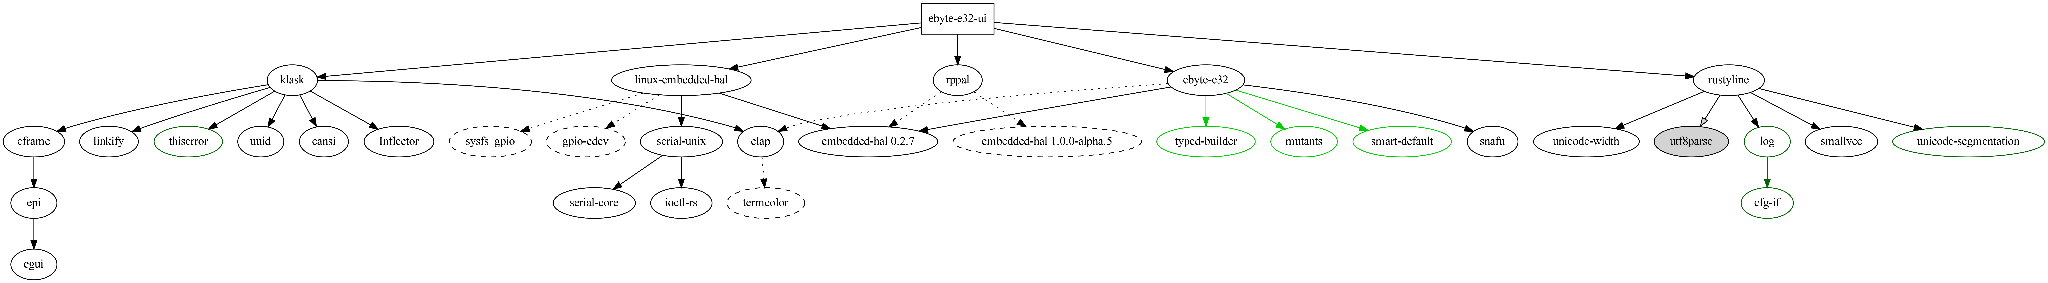 ebyte-e32-ui
klask
linux-embedded-hal
rppal
ebyte-e32
rustyline
eframe
linkify
thiserror
uuid
cansi
Inflector
sysfs_gpio
gpio-cdev
serial-unix
clap
embedded-hal 0.2.7
embedded-hal 1.0.0-alpha.5
typed-builder
mutants
smart-default
snafu
unicode-width
utf8parse
log
smallvec
unicode-segmentation
epi
serial-core
ioctl-rs
termcolor
cfg-if
egui